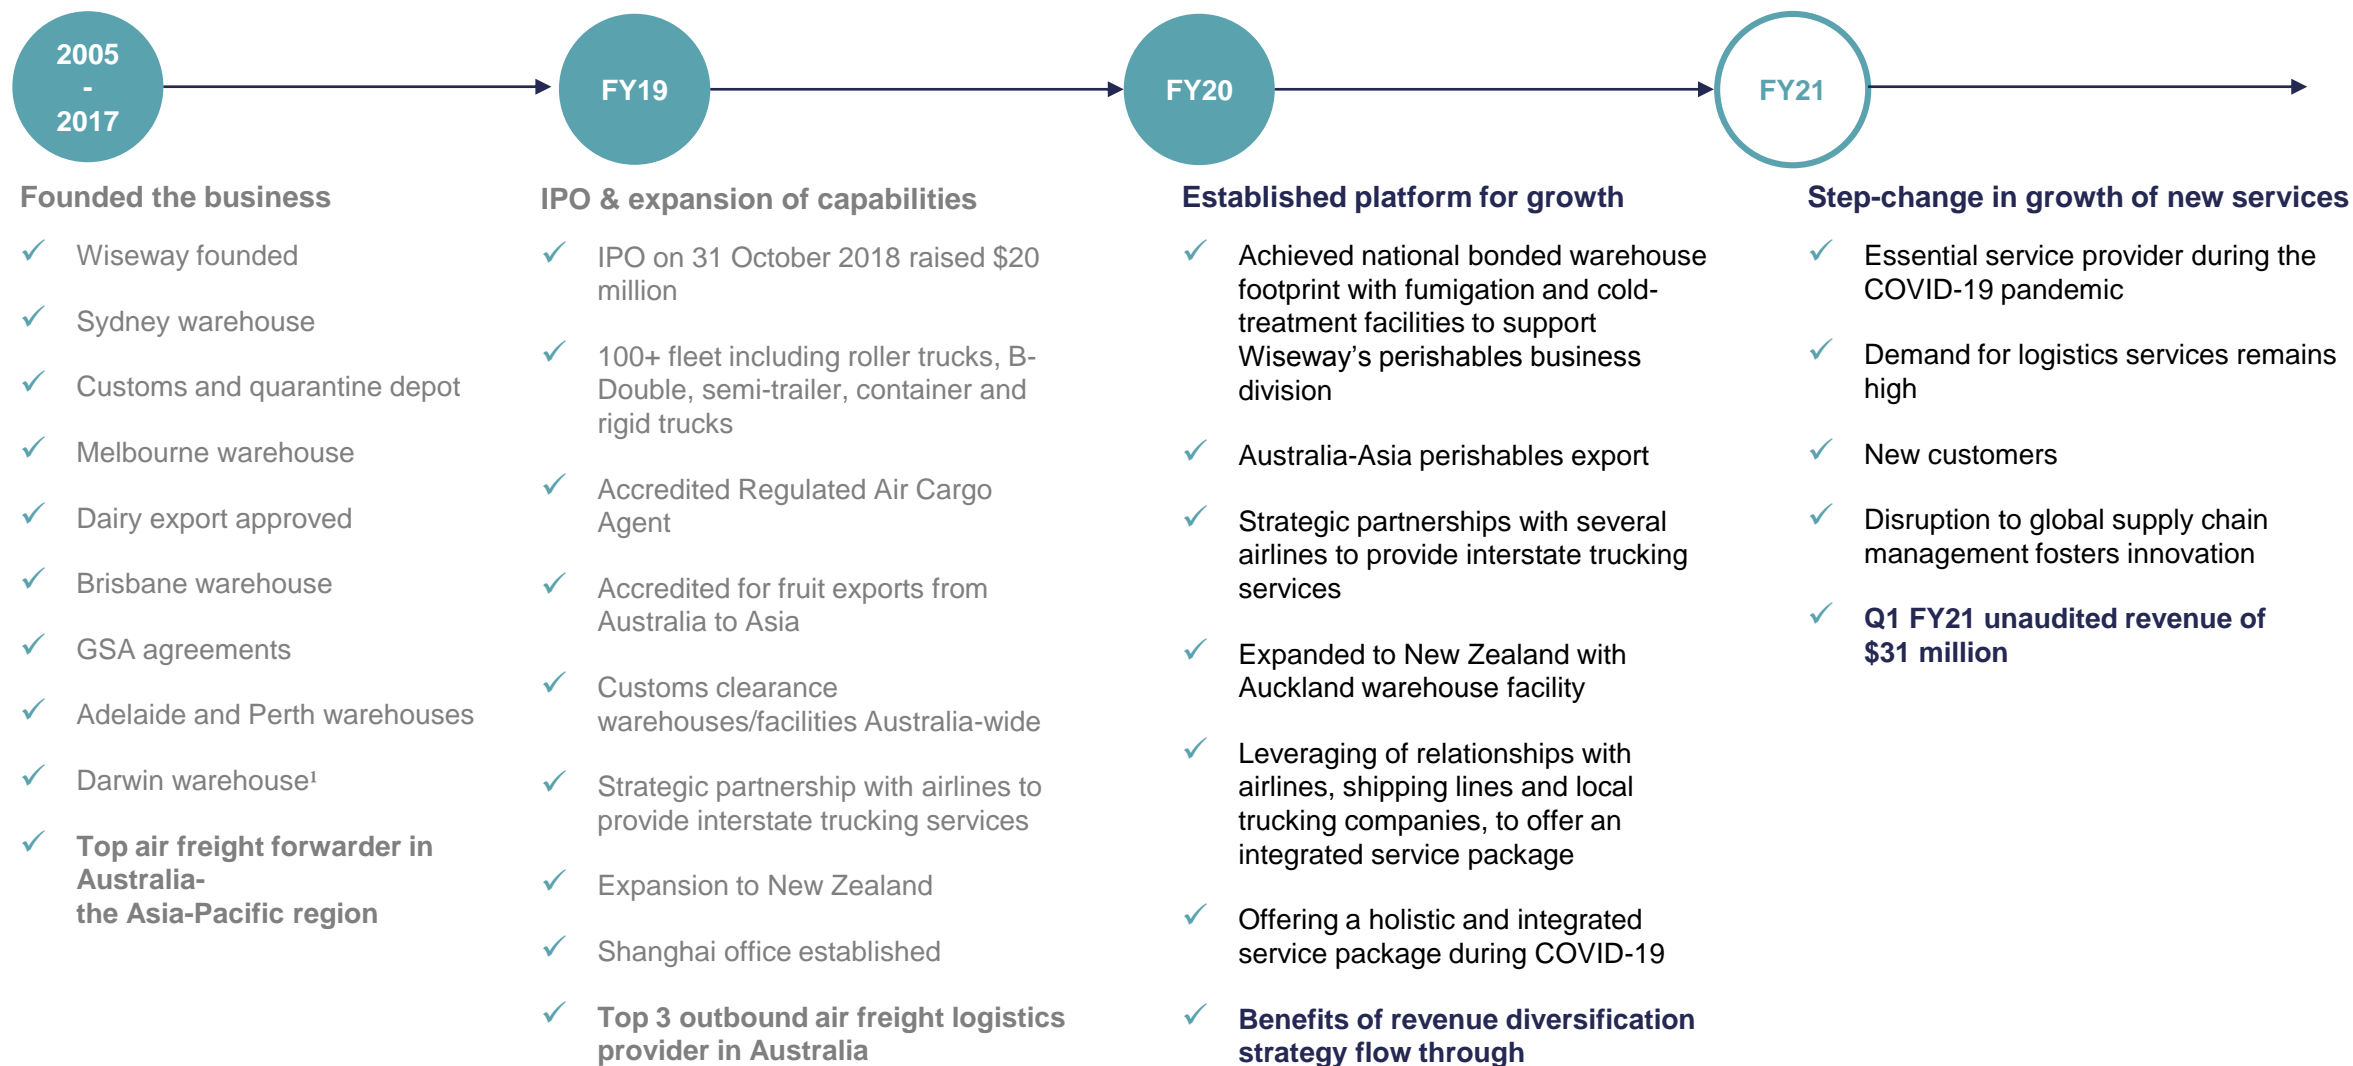 2005
-
2017
FY19
FY20
FY21
Founded the business
Wiseway founded
Sydney warehouse
Customs and quarantine depot
Melbourne warehouse
Dairy export approved
Brisbane warehouse
GSA agreements
Adelaide and Perth warehouses
Darwin warehouse¹
Top air freight forwarder in
Australia-
the Asia-Pacific region
IPO & expansion of capabilities
IPO on 31 October 2018 raised $20
million
100+ fleet including roller trucks, B-
Double, semi-trailer, container and
rigid trucks
Accredited Regulated Air Cargo
Agent
Accredited for fruit exports from
Australia to Asia
Customs clearance
warehouses/facilities Australia-wide
Strategic partnership with airlines to
provide interstate trucking services
Expansion to New Zealand
Shanghai office established
Top 3 outbound air freight logistics
provider in Australia
Established platform for growth
Achieved national bonded warehouse
footprint with fumigation and cold-
treatment facilities to support
Wiseway’s perishables business
division
Australia-Asia perishables export
Strategic partnerships with several
airlines to provide interstate trucking
services
Expanded to New Zealand with
Auckland warehouse facility
Leveraging of relationships with
airlines, shipping lines and local
trucking companies, to offer an
integrated service package
Offering a holistic and integrated
service package during COVID-19
Benefits of revenue diversification
strategy flow through
Step-change in growth of new services
Essential service provider during the
COVID-19 pandemic
Demand for logistics services remains
high
New customers
Disruption to global supply chain
management fosters innovation
Q1 FY21 unaudited revenue of
$31 million